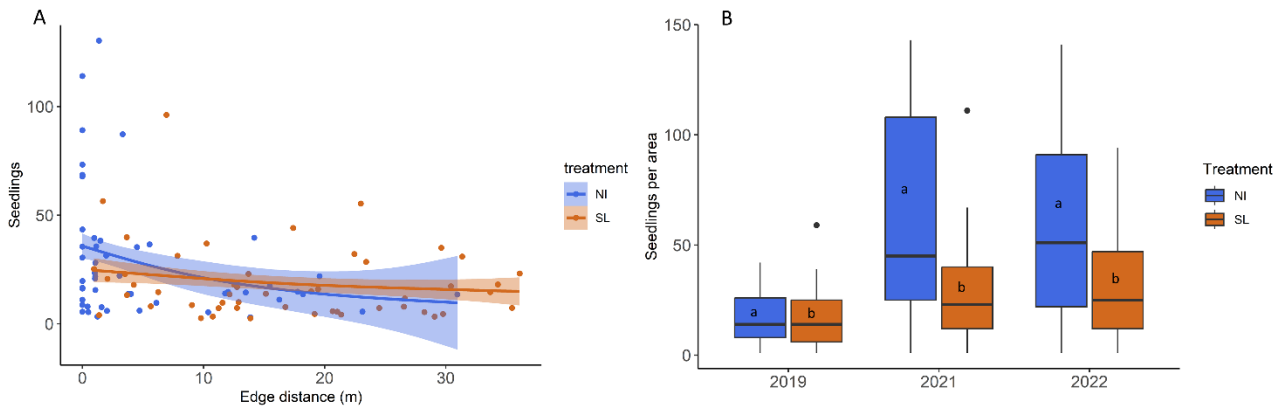 A
Seedlings
100
50
0
0
10
20
30
Edge distance (m)
treatment
NI
SL
B
Seedlings per area
150
100
50
0
a
b
a
b
a
b
2019
2021
2022
Treatment
NI
SL